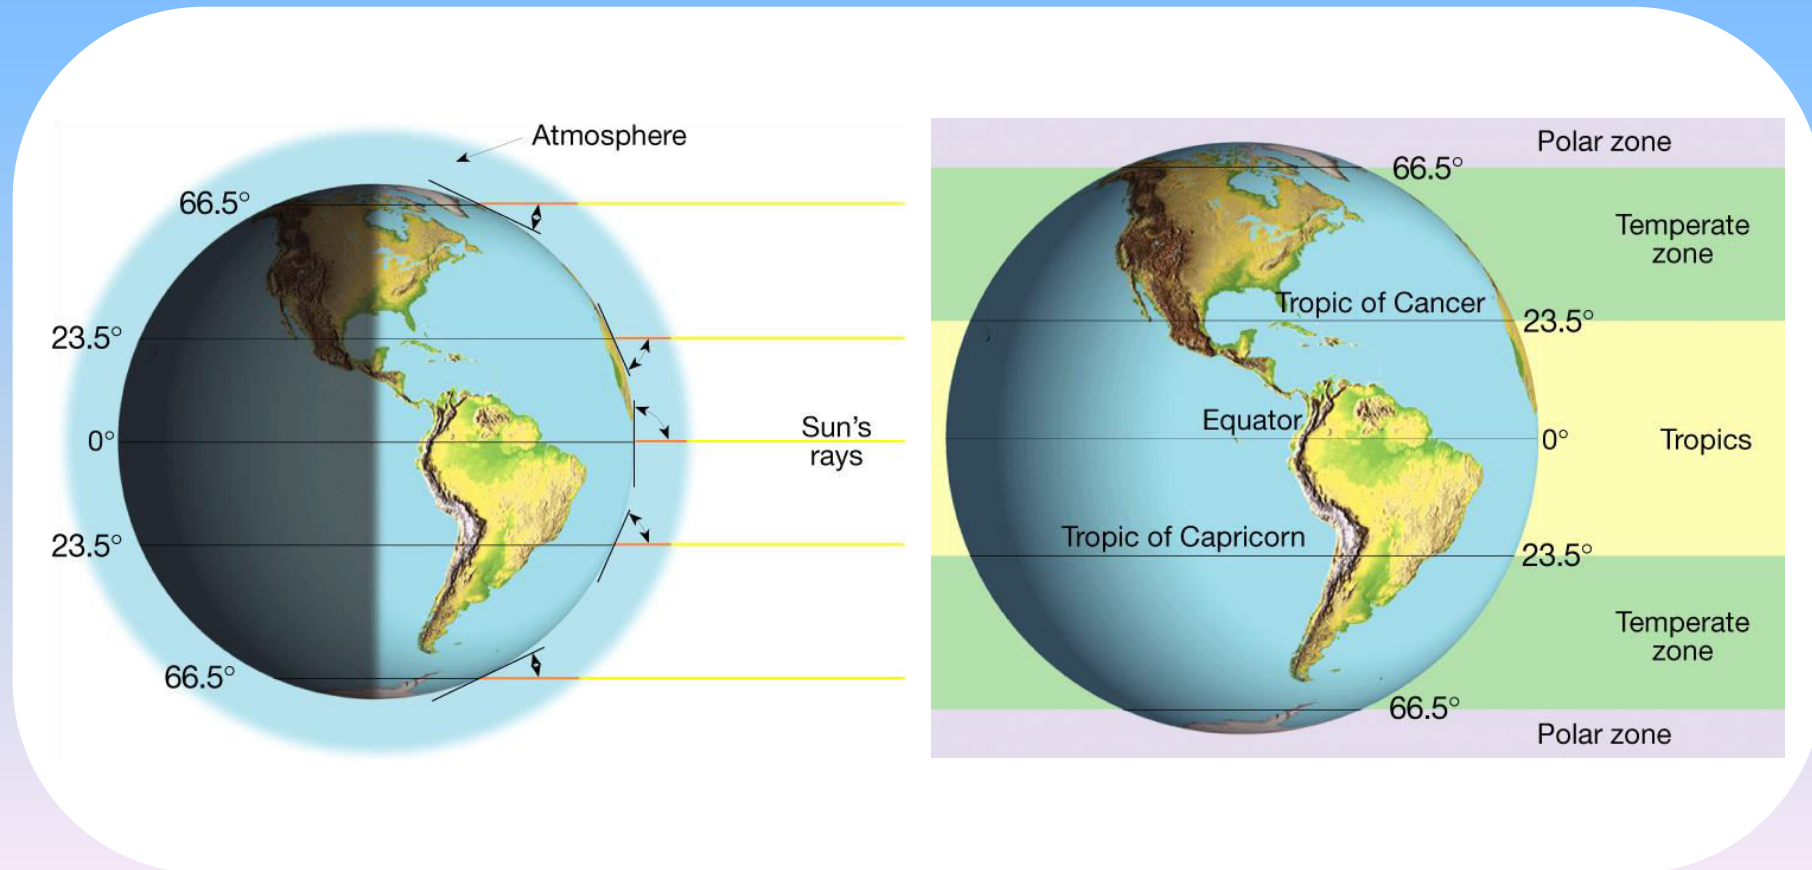 Atmosphere
66.5°
23.5°
0°
Sun's
rays
23.5°
66.5°
Polar zone
66.5°
Temperate
zone
Tropic of Cancer
23.5°
Equator
0°
Tropics
Tropic of Capricorn
23.5°
Temperate
zone
66.5°
Polar zone